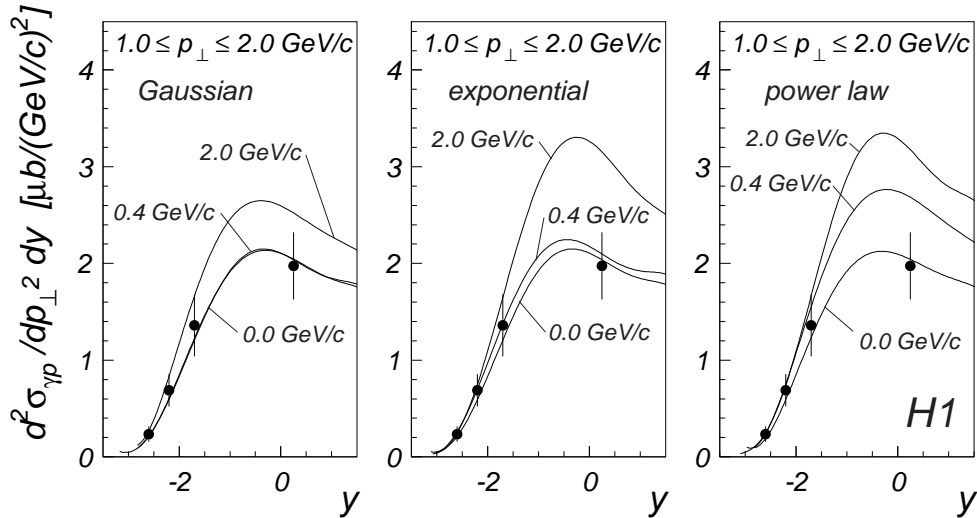 d²σγp/dp⊥² dy [μb/(GeV/c)²]
1.0 ≤ p⊥ ≤ 2.0 GeV/c
Gaussian
2.0 GeV/c
0.4 GeV/c
0.0 GeV/c
4
3
2
1
0
-2
0
y
1.0 ≤ p⊥ ≤ 2.0 GeV/c
exponential
2.0 GeV/c
0.4 GeV/c
0.0 GeV/c
4
3
2
1
0
-2
0
y
1.0 ≤ p⊥ ≤ 2.0 GeV/c
power law
2.0 GeV/c
0.4 GeV/c
0.0 GeV/c
H1
4
3
2
1
0
-2
0
y